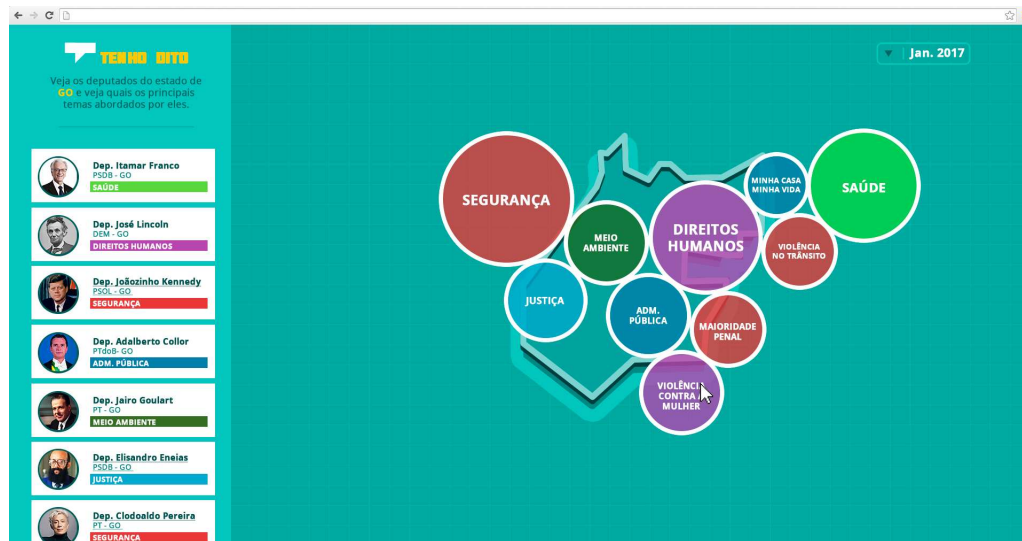 TENHO DITO
Veja os deputados do estado de
GO e veja quais os principais
temas abordados por eles.
Dep. Itamar Franco
PSDB - GO
SAÚDE
Dep. José Lincoln
DEM - GO
DIREITOS HUMANOS
Dep. Joãozinho Kennedy
PSOL - GO
SEGURANÇA
Dep. Adalberto Collor
PTdoB- GO
ADM. PÚBLICA
Dep. Jairo Goulart
PT - GO
MEIO AMBIENTE
Dep. Elisandro Eneias
PSDB - GO
JUSTIÇA
Dep. Clodoaldo Pereira
PT - GO
SEGURANÇA
Jan. 2017
SEGURANÇA
MEIO
AMBIENTE
DIREITOS
HUMANOS
MINHA CASA
MINHA VIDA
SAÚDE
VIOLÊNCIA
NO TRÂNSITO
JUSTIÇA
ADM.
PÚBLICA
MAIORIDADE
PENAL
VIOLÊNCIA
CONTRA A
MULHER